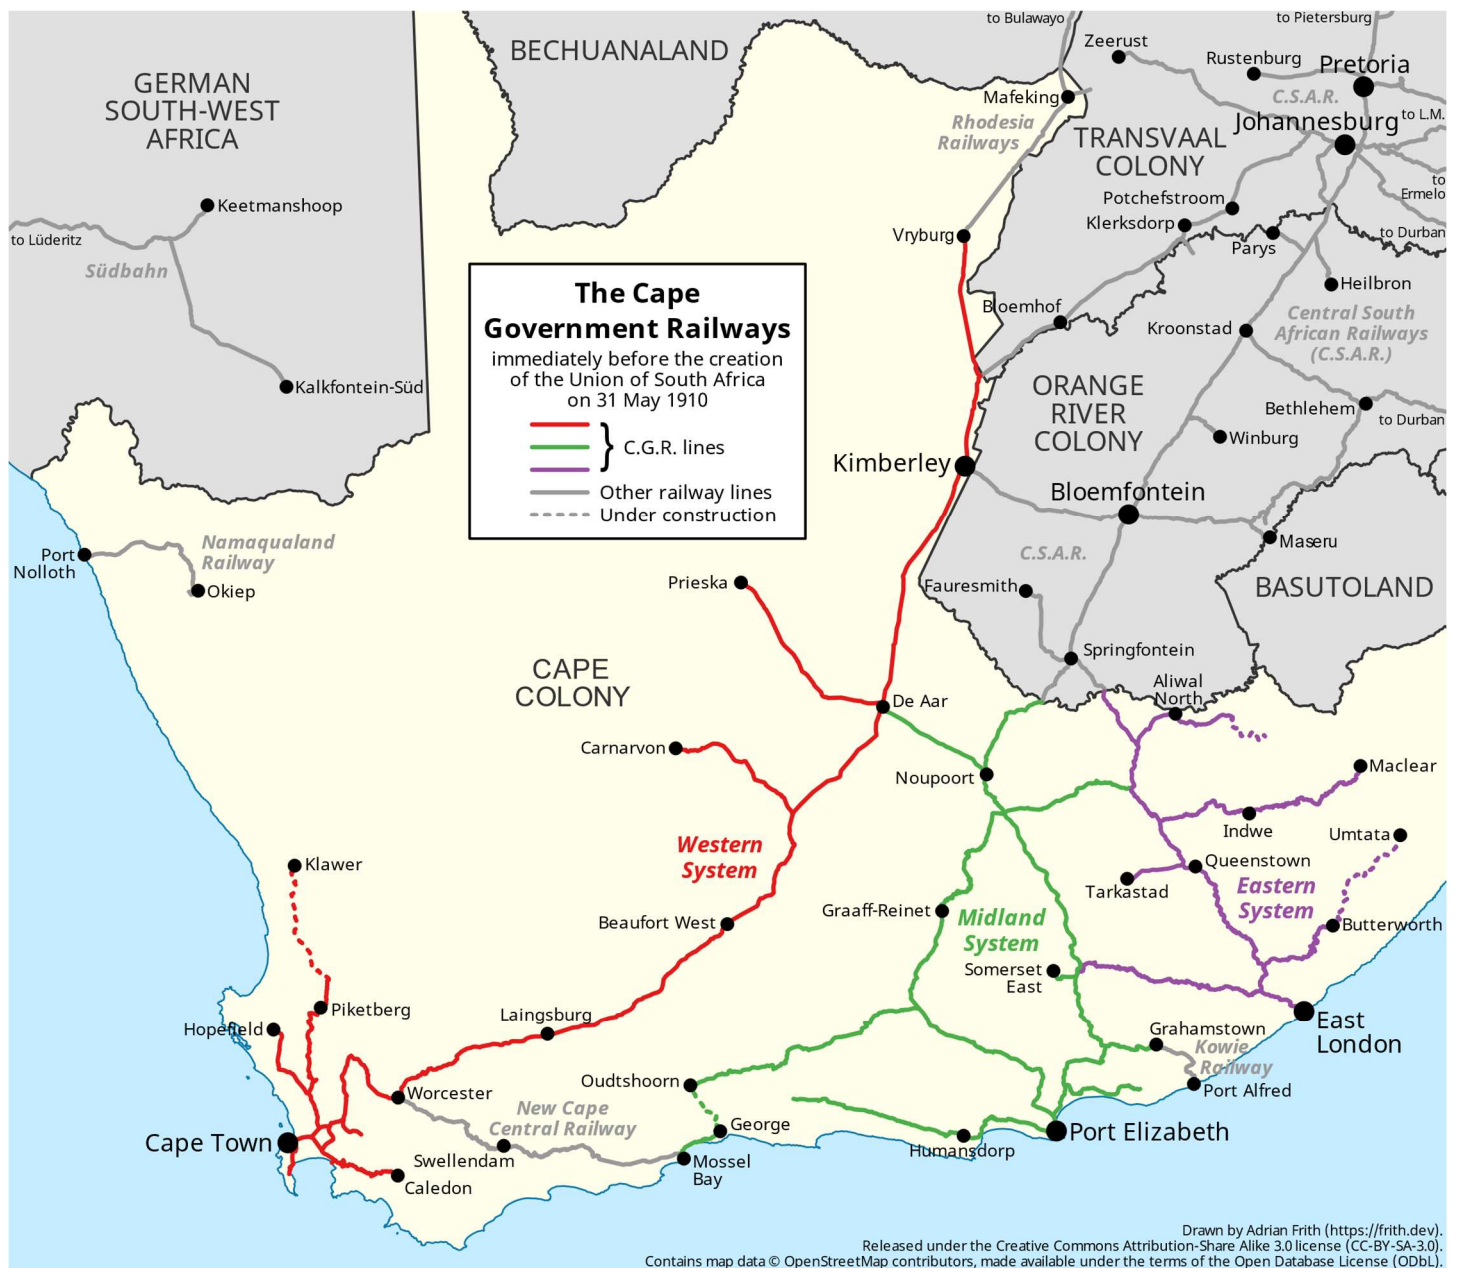 to Bulawayo
to Pietersburg
BECHUANALAND
Zeerust
Rustenburg
Pretoria
GERMAN
SOUTH-WEST
AFRICA
Mafeking
C.S.A.R.
to L.M.
Rhodesia
Railways
Johannesburg
TRANSVAAL
COLONY
to
Ermelo
Keetmanshoop
Potchefstroom
Klerksdorp
to Lüderitz
Vryburg
Parys
to Durban
Südbahn
Heilbron
The Cape
Government Railways
immediately before the creation
of the Union of South Africa
on 31 May 1910
C.G.R. lines
Other railway lines
Under construction
Bloemhof
Kroonstad
Central South
African Railways
(C.S.A.R.)
Kalkfontein-Süd
ORANGE
RIVER
COLONY
Bethlehem
to Durban
Winburg
Kimberley
Bloemfontein
Namaqualand
Railway
Port
Nolloth
Okiep
C.S.A.R.
Maseru
Prieska
Fauresmith
BASUTOLAND
CAPE
COLONY
Springfontein
Aliwal
North
De Aar
Carnarvon
Noupoort
Maclear
Indwe
Umtata
Western
System
Klawer
Queenstown
Tarkastad
Eastern
System
Beaufort West
Graaff-Reinet
Midland
System
Butterworth
Somerset
East
Piketberg
Hopefield
Laingsburg
Grahamstown
East
London
Kowie
Railway
Oudtshoorn
Port Alfred
Worcester
New Cape
Central Railway
George
Port Elizabeth
Cape Town
Humansdorp
Swellendam
Mossel
Bay
Caledon
Drawn by Adrian Frith (https://frith.dev).
Released under the Creative Commons Attribution-Share Alike 3.0 license (CC-BY-SA-3.0).
Contains map data © OpenStreetMap contributors, made available under the terms of the Open Database License (ODbL).